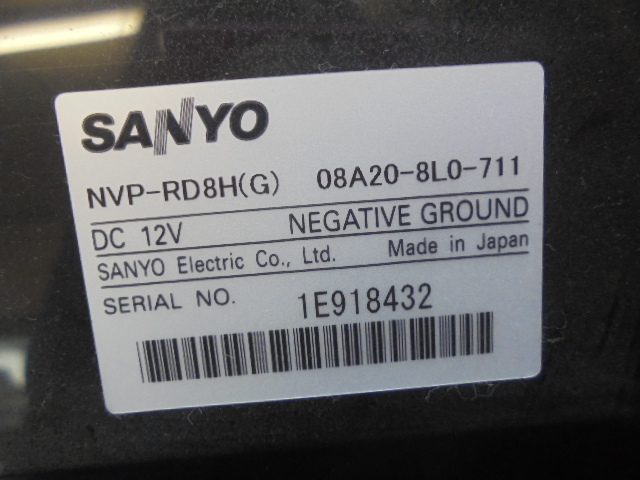 SANYO
NVP-RD8H(G) 08A20-8L0-711
DC 12V NEGATIVE GROUND
SANYO Electric Co., Ltd. Made in Japan
SERIAL NO. 1E918432